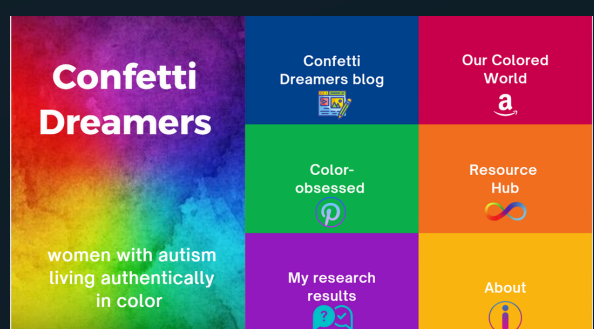 Confetti
Dreamers
women with autism
living authentically
in color
Confetti
Dreamers blog
Our Colored
World
a
Color-
obsessed
Resource
Hub
My research
results
?
About
i